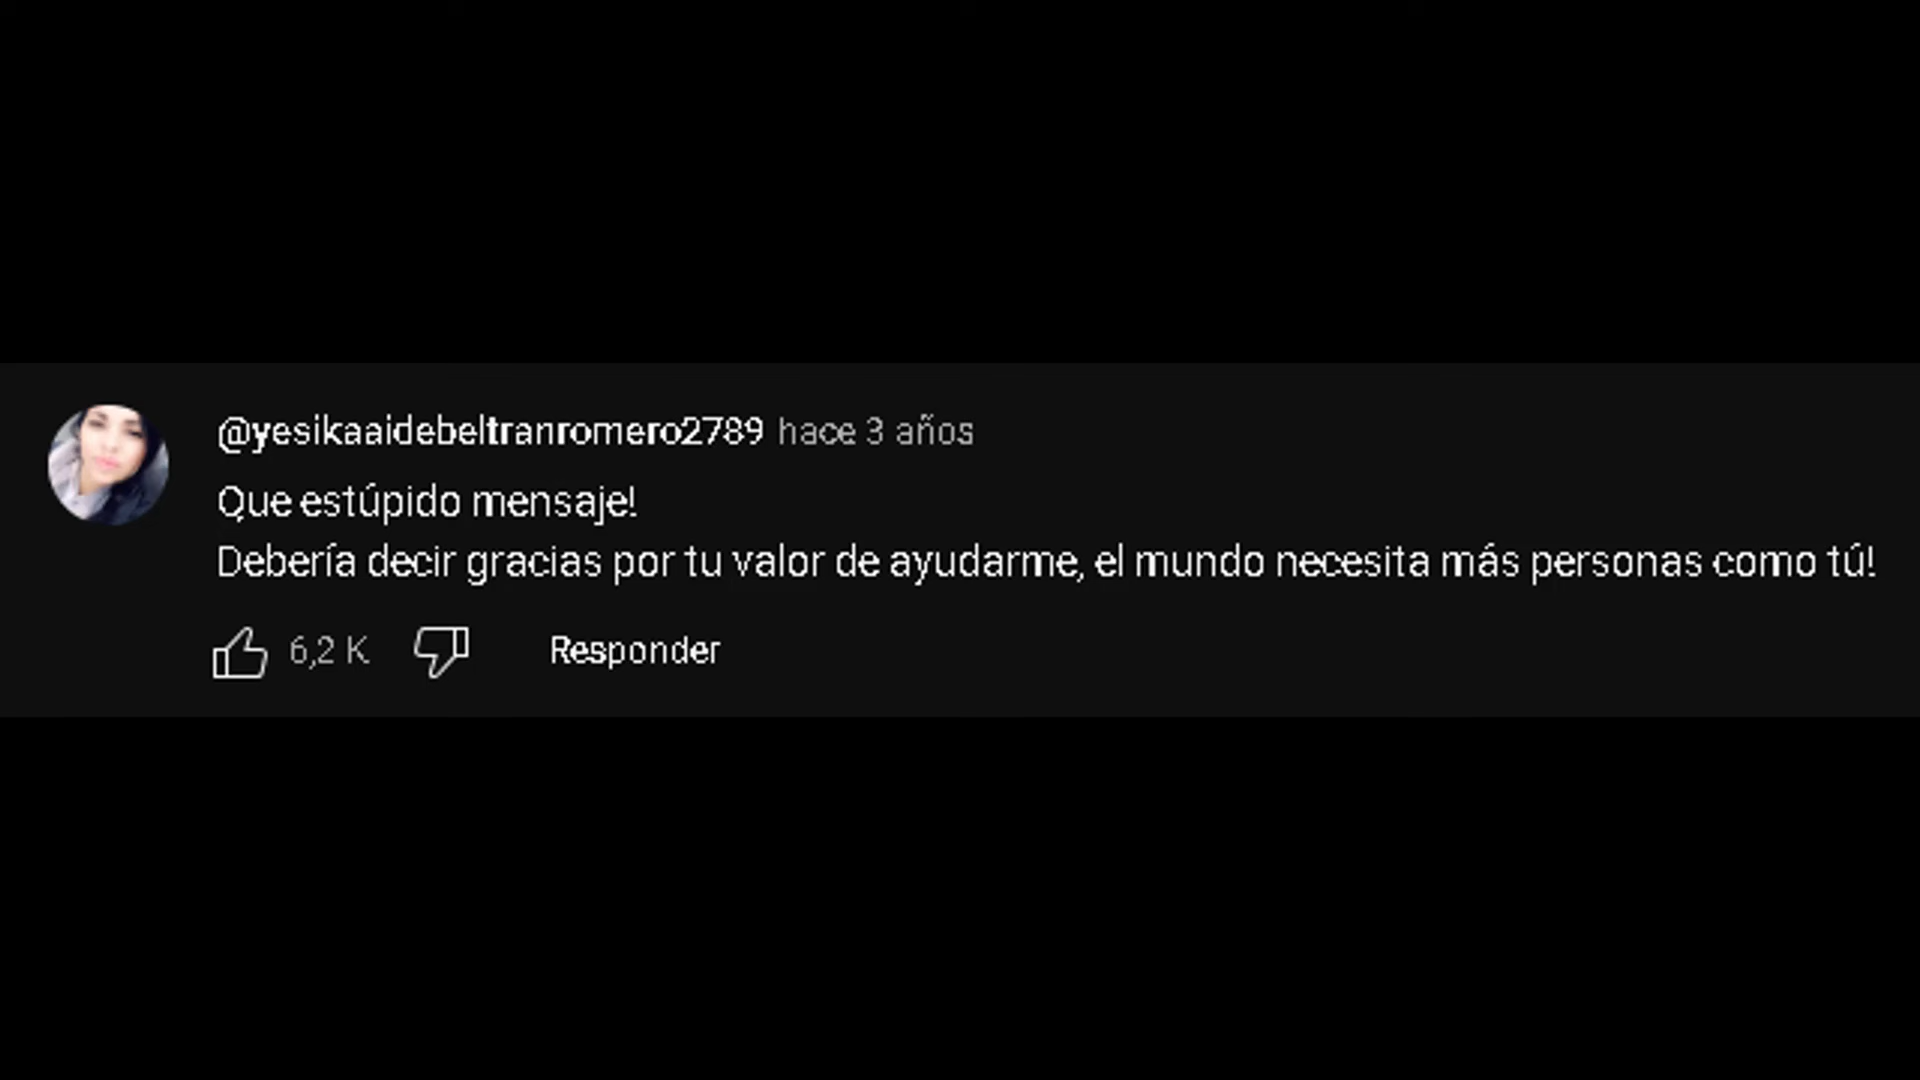 @yesikaaidebeltranromero2789 hace 3 años
Que estúpido mensaje!
Debería decir gracias por tu valor de ayudarme, el mundo necesita más personas como tú!
6,2 K Responder